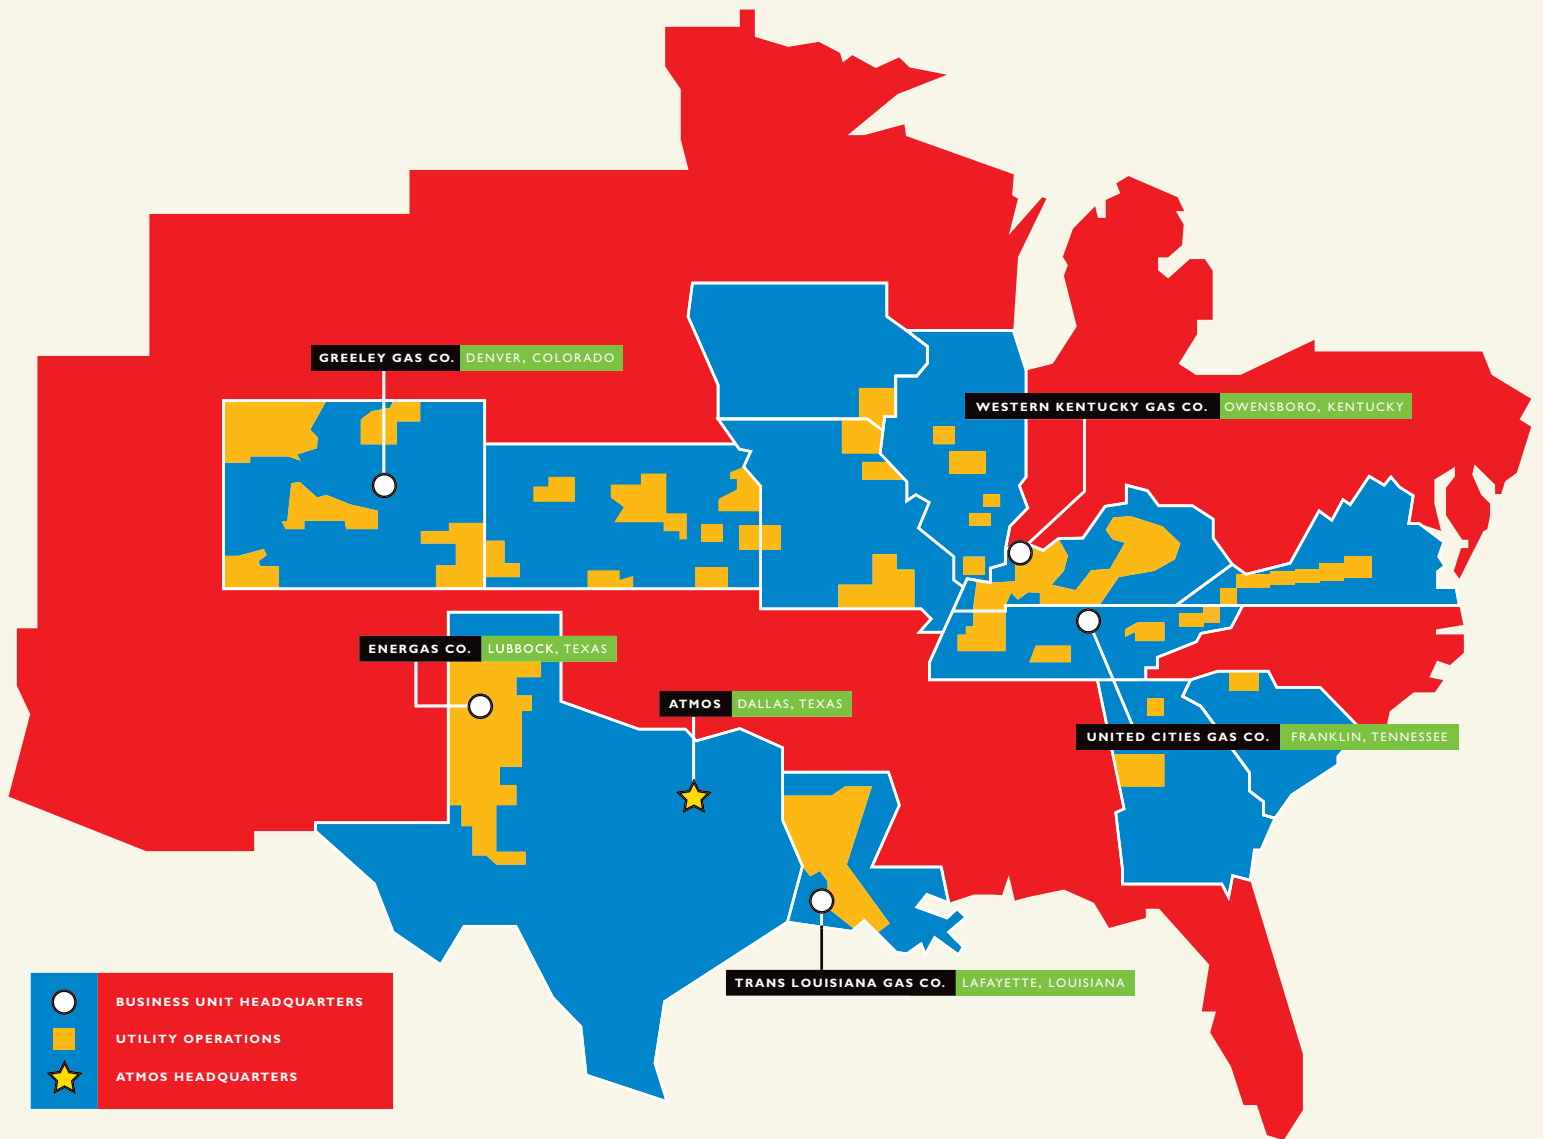 GREELEY GAS CO. DENVER, COLORADO
WESTERN KENTUCKY GAS CO. OWENSBORO, KENTUCKY
ENERGAS CO. LUBBOCK, TEXAS
ATMOS DALLAS, TEXAS
UNITED CITIES GAS CO. FRANKLIN, TENNESSEE
TRANS LOUISIANA GAS CO. LAFAYETTE, LOUISIANA
BUSINESS UNIT HEADQUARTERS
UTILITY OPERATIONS
ATMOS HEADQUARTERS